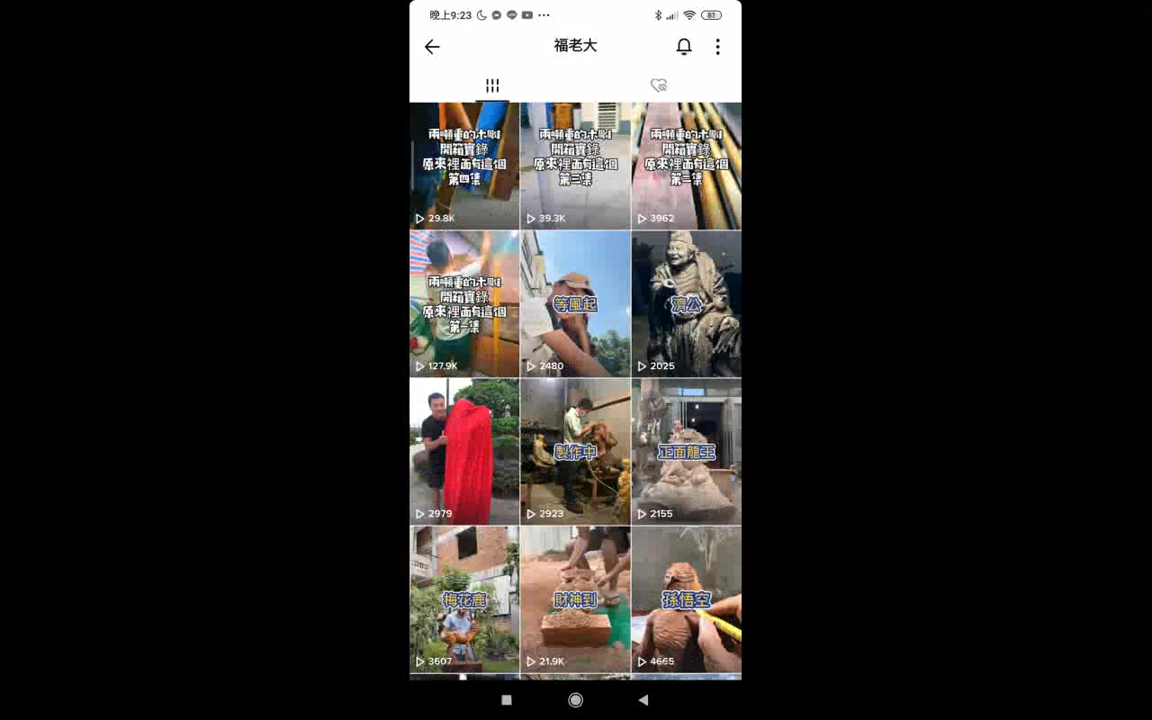 晚上9:23
83
福老大
兩噸重的木雕
開箱實錄
原來裡面有這個
第四集
29.8K
兩噸重的木雕
開箱實錄
原來裡面有這個
第三集
39.3K
兩噸重的木雕
開箱實錄
原來裡面有這個
第二集
3962
兩噸重的木雕
開箱實錄
原來裡面有這個
第一集
127.9K
等風起
2480
濟公
2025
2979
製作中
2923
正面龍王
2155
梅花鹿
3607
財神到
21.9K
孫悟空
4665